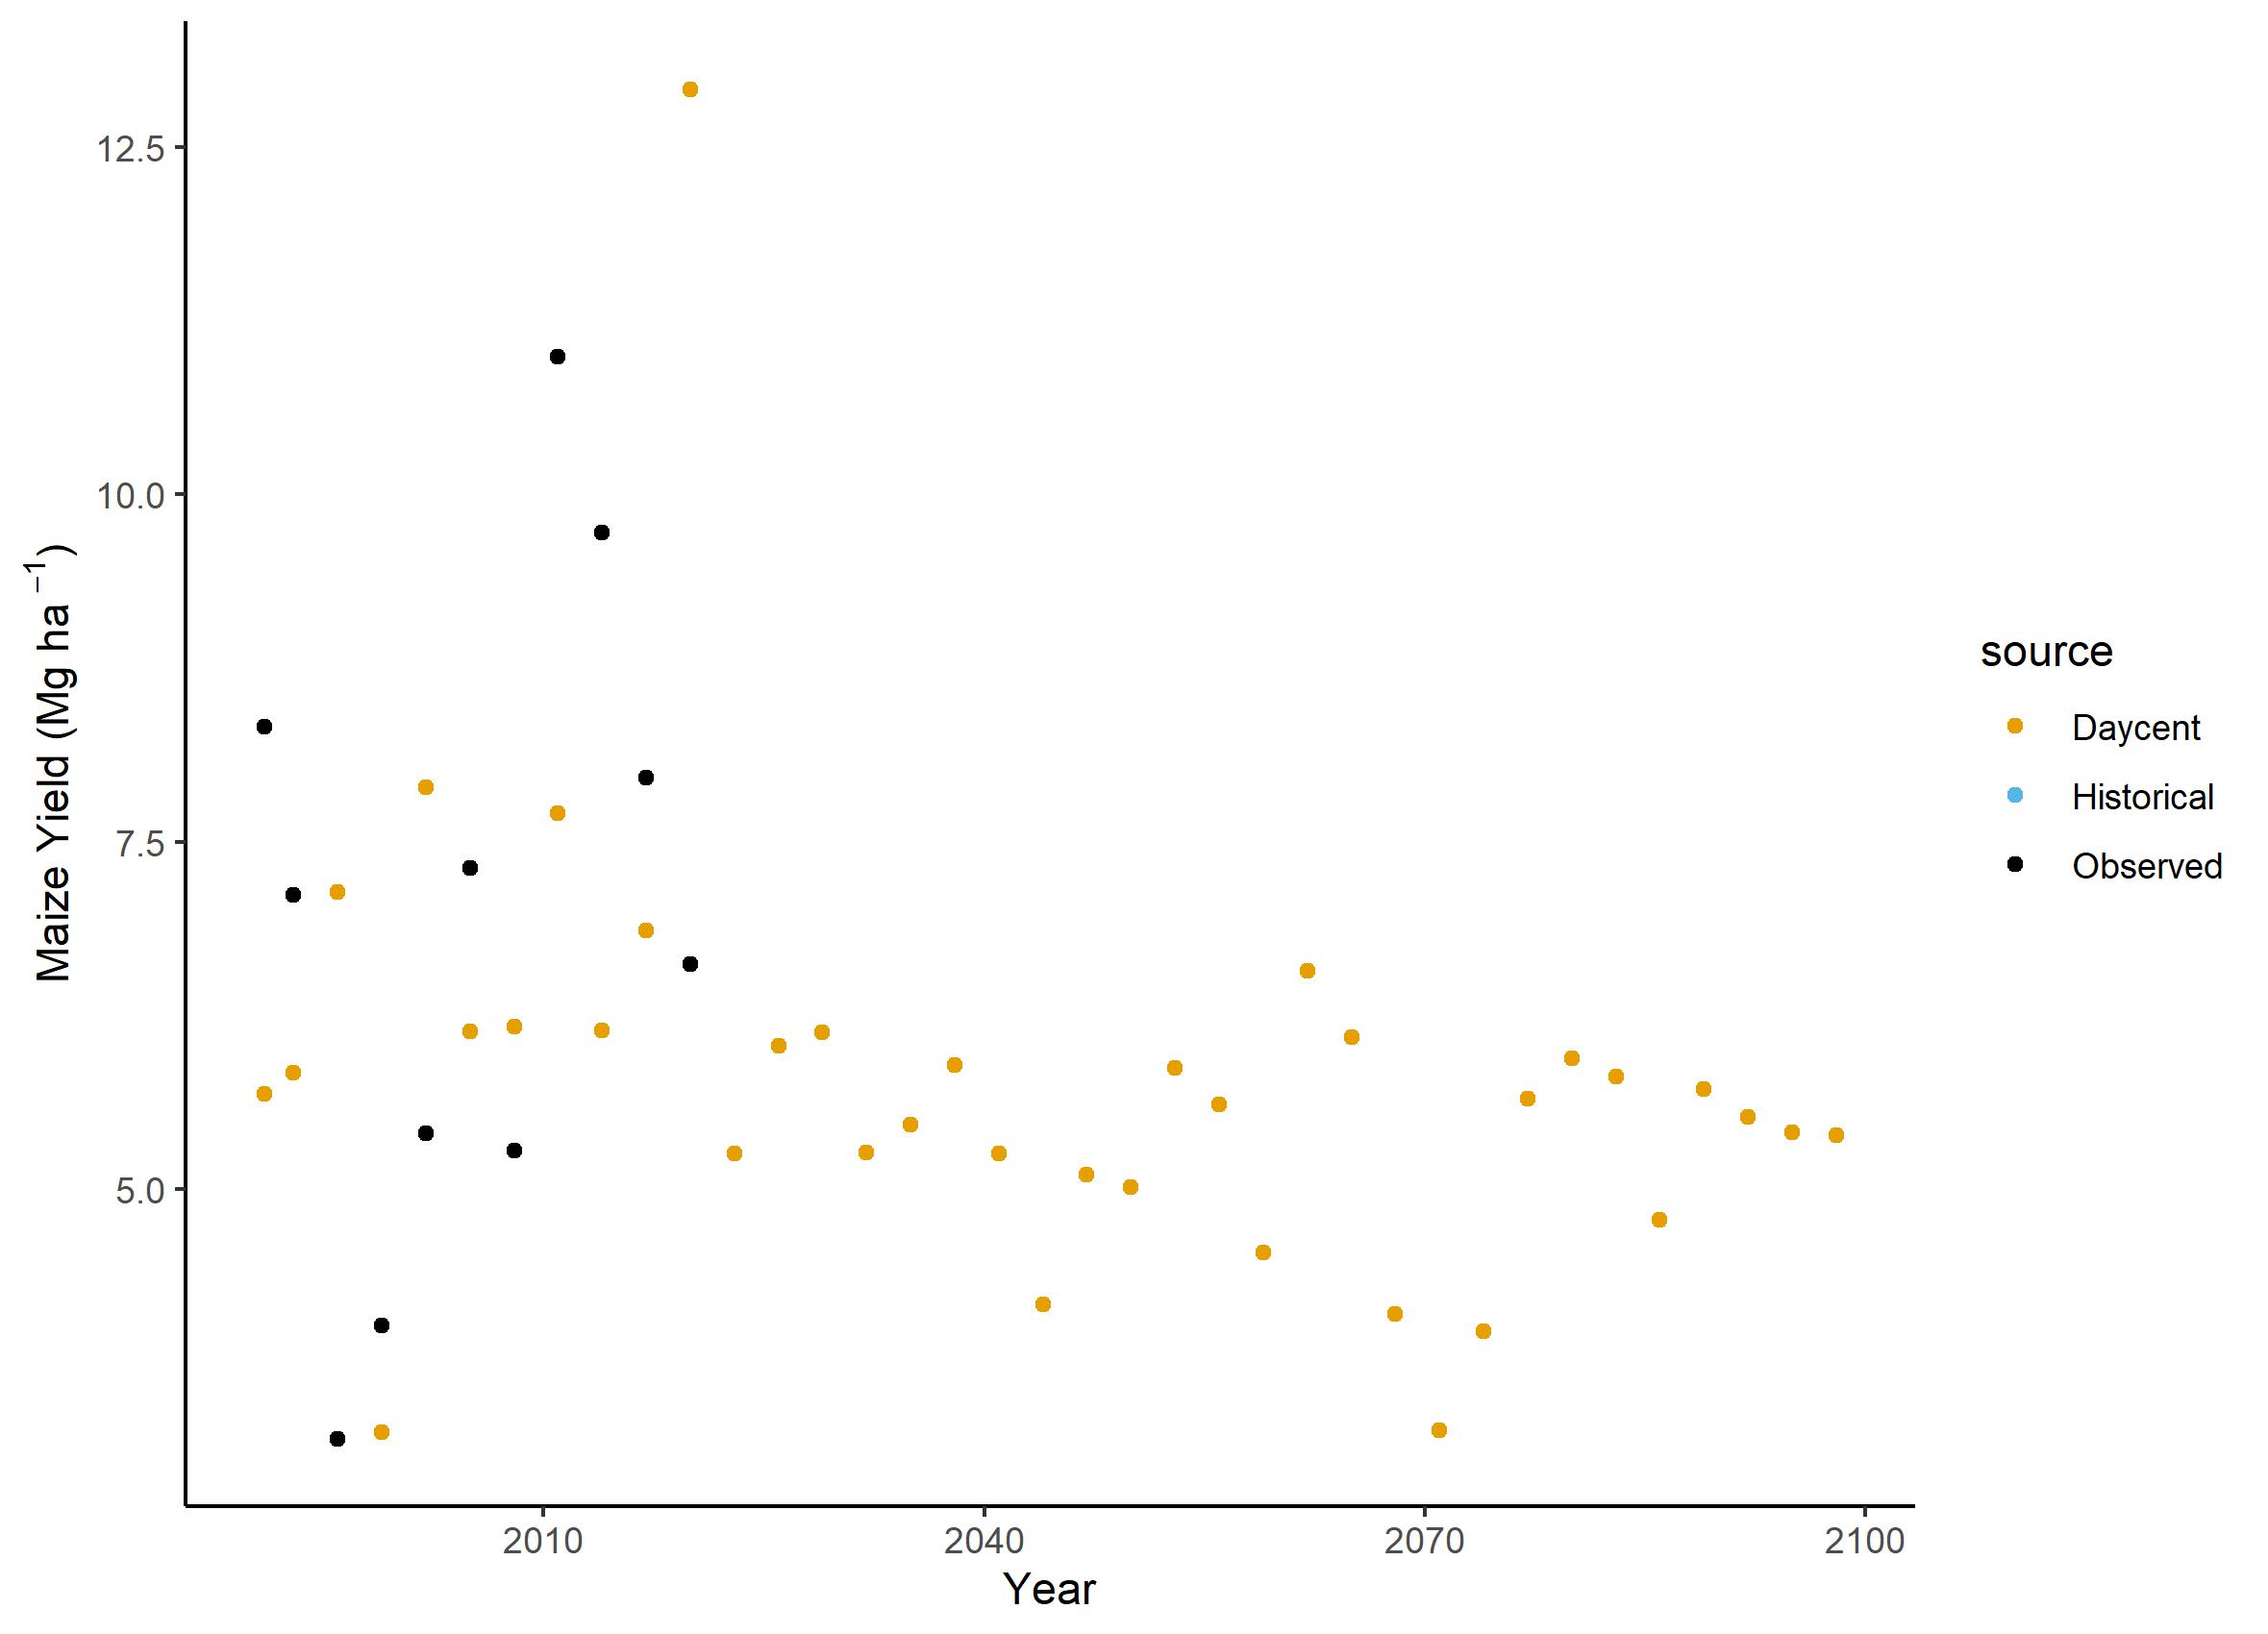 12.5
10.0
7.5
5.0
Maize Yield (Mg ha⁻¹)
2010
2040
2070
2100
Year
source
Daycent
Historical
Observed